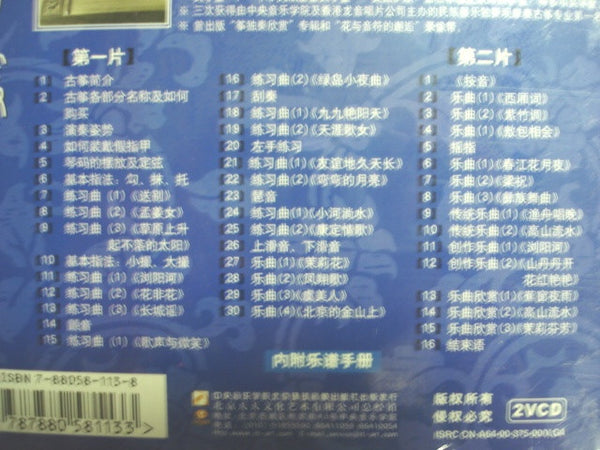 ※ 三次获得由中央音乐学院及香港龙音唱片公司主办的民族器乐独奏观摩奏古筝专业第一名
※ 曾出版"筝独奏欣赏"专辑和"花与音符的邂逅"
【第一片】
1 古筝简介
2 古筝各部分名称及如何
购买
3 演奏姿势
4 如何装戴假指甲
5 琴码的摆放及定弦
6 基本指法：勾、抹、托
7 练习曲（1）《送别》
8 练习曲（2）《孟姜女》
9 练习曲（3）《草原上升
起不落的太阳》
10 基本指法：小撮、大撮
11 练习曲（1）《浏阳河》
12 练习曲（2）《花非花》
13 练习曲（3）《长城谣》
14 颤音
15 练习曲（1）《歌声与微笑》
16 练习曲（2）《绿岛小夜曲》
17 刮奏
18 练习曲（1）《九九艳阳天》
19 练习曲（2）《天涯歌女》
20 左手练习
21 练习曲（1）《友谊地久天长》
22 练习曲（2）《弯弯的月亮》
23 琶音
24 练习曲（1）《小河淌水》
25 练习曲（2）《康定情歌》
26 上滑音、下滑音
27 乐曲（1）《茉莉花》
28 乐曲（2）《凤翔歌》
29 乐曲（3）《虞美人》
30 乐曲（4）《北京的金山上》
【第二片】
1 《按音》
2 乐曲（1）《西厢词》
3 乐曲（2）《紫竹调》
4 乐曲（1）《敖包相会》
5 摇指
6 乐曲（1）《春江花月夜》
7 乐曲（2）《梁祝》
8 乐曲（3）《彝族舞曲》
9 传统乐曲（1）《渔舟唱晚》
10 传统乐曲（2）《高山流水》
11 创作乐曲（1）《浏阳河》
12 创作乐曲（2）《山丹丹开
花红艳艳》
13 乐曲欣赏（1）《蕉窗夜雨》
14 乐曲欣赏（2）《高山流水》
15 乐曲欣赏（3）《茉莉芬芳》
16 结束语
内附乐谱手册
ISBN 7-88058-113-8
787880 581133 >
版权所有
侵权必究
2VCD